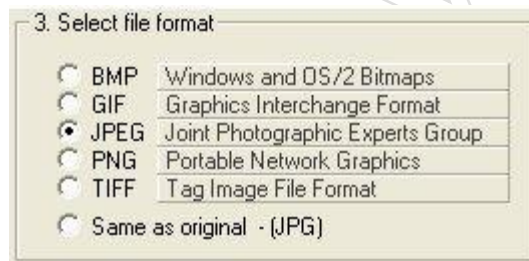 3. Select file format
BMP Windows and OS/2 Bitmaps
GIF Graphics Interchange Format
JPEG Joint Photographic Experts Group
PNG Portable Network Graphics
TIFF Tag Image File Format
Same as original - (JPG)